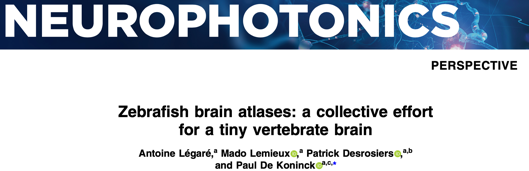 NEUROPHOTONICS
PERSPECTIVE
Zebrafish brain atlases: a collective effort
for a tiny vertebrate brain
Antoine Légaré,a Mado Lemieux,a Patrick Desrosiers,a,b
and Paul De Koninck a,c,*